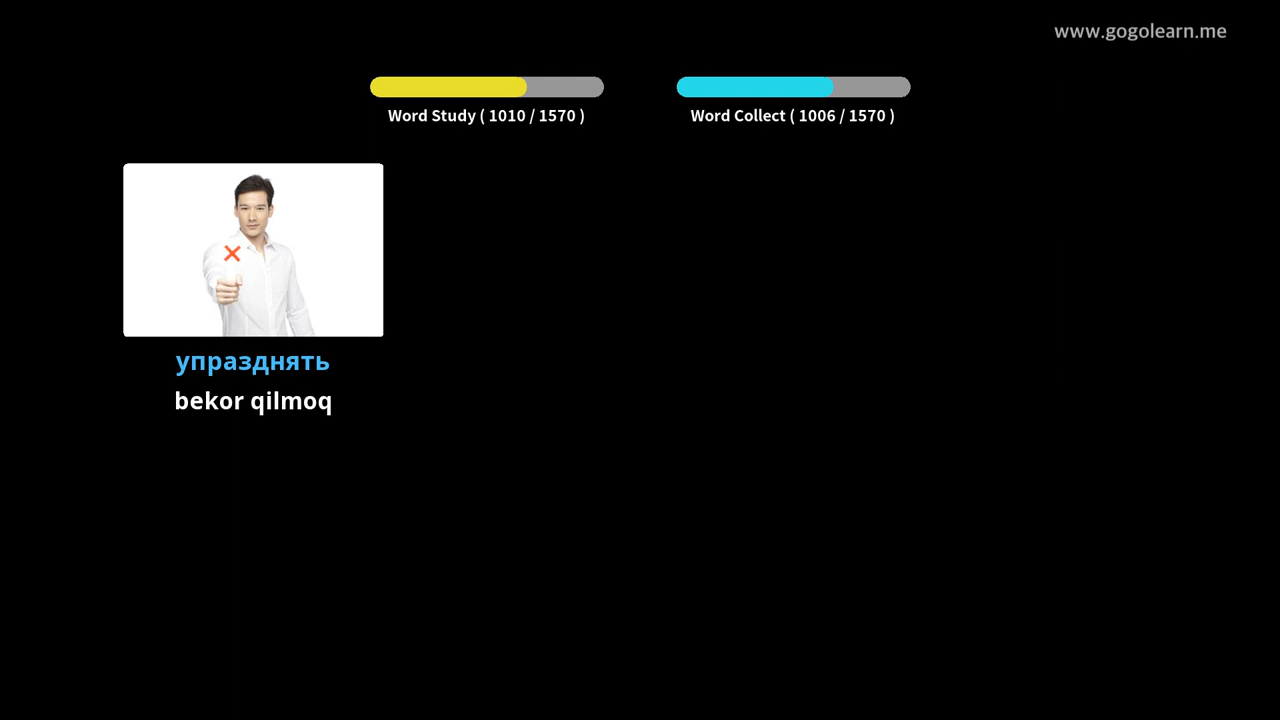 www.gogolearn.me
Word Study ( 1010 / 1570 )
Word Collect ( 1006 / 1570 )
упразднять
bekor qilmoq